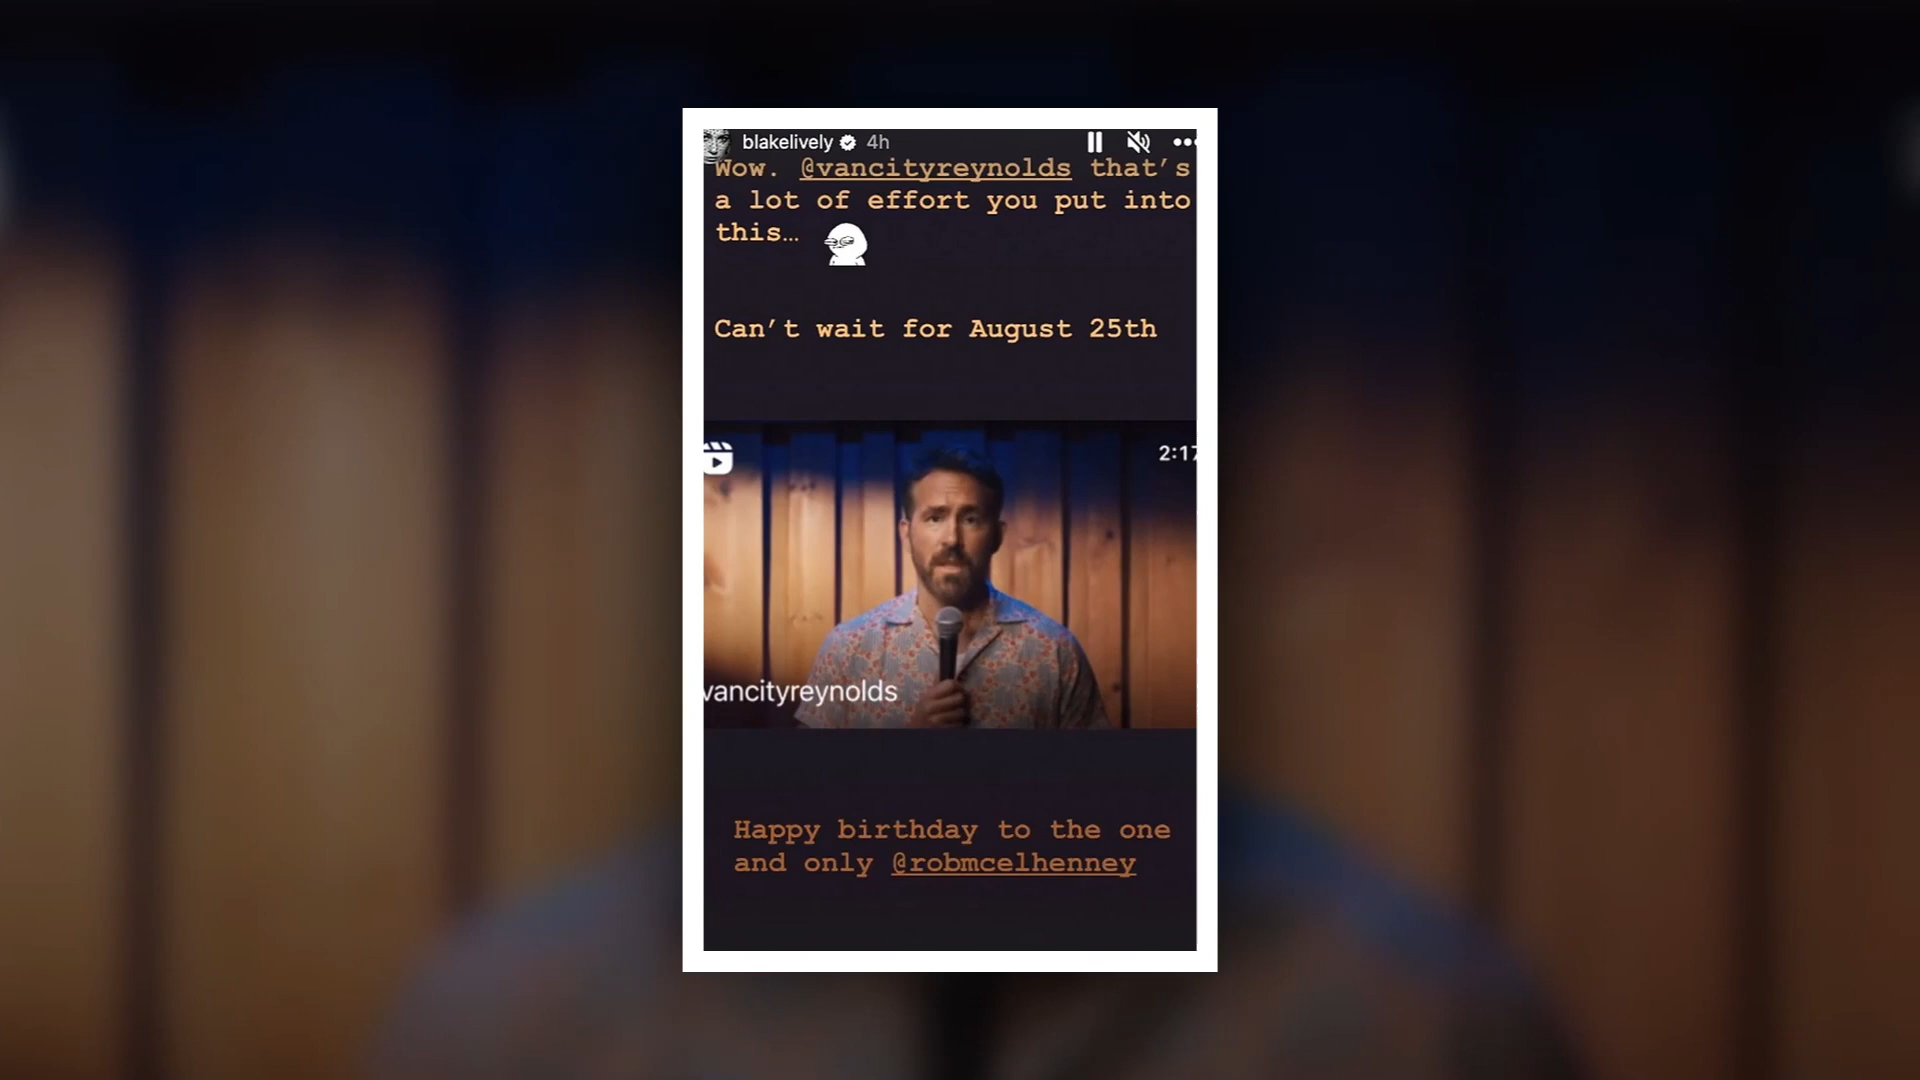 blakelively 4h
Wow. @vancityreynolds that's
a lot of effort you put into
this…
Can't wait for August 25th
2:17
vancityreynolds
Happy birthday to the one
and only @robmcelhenney